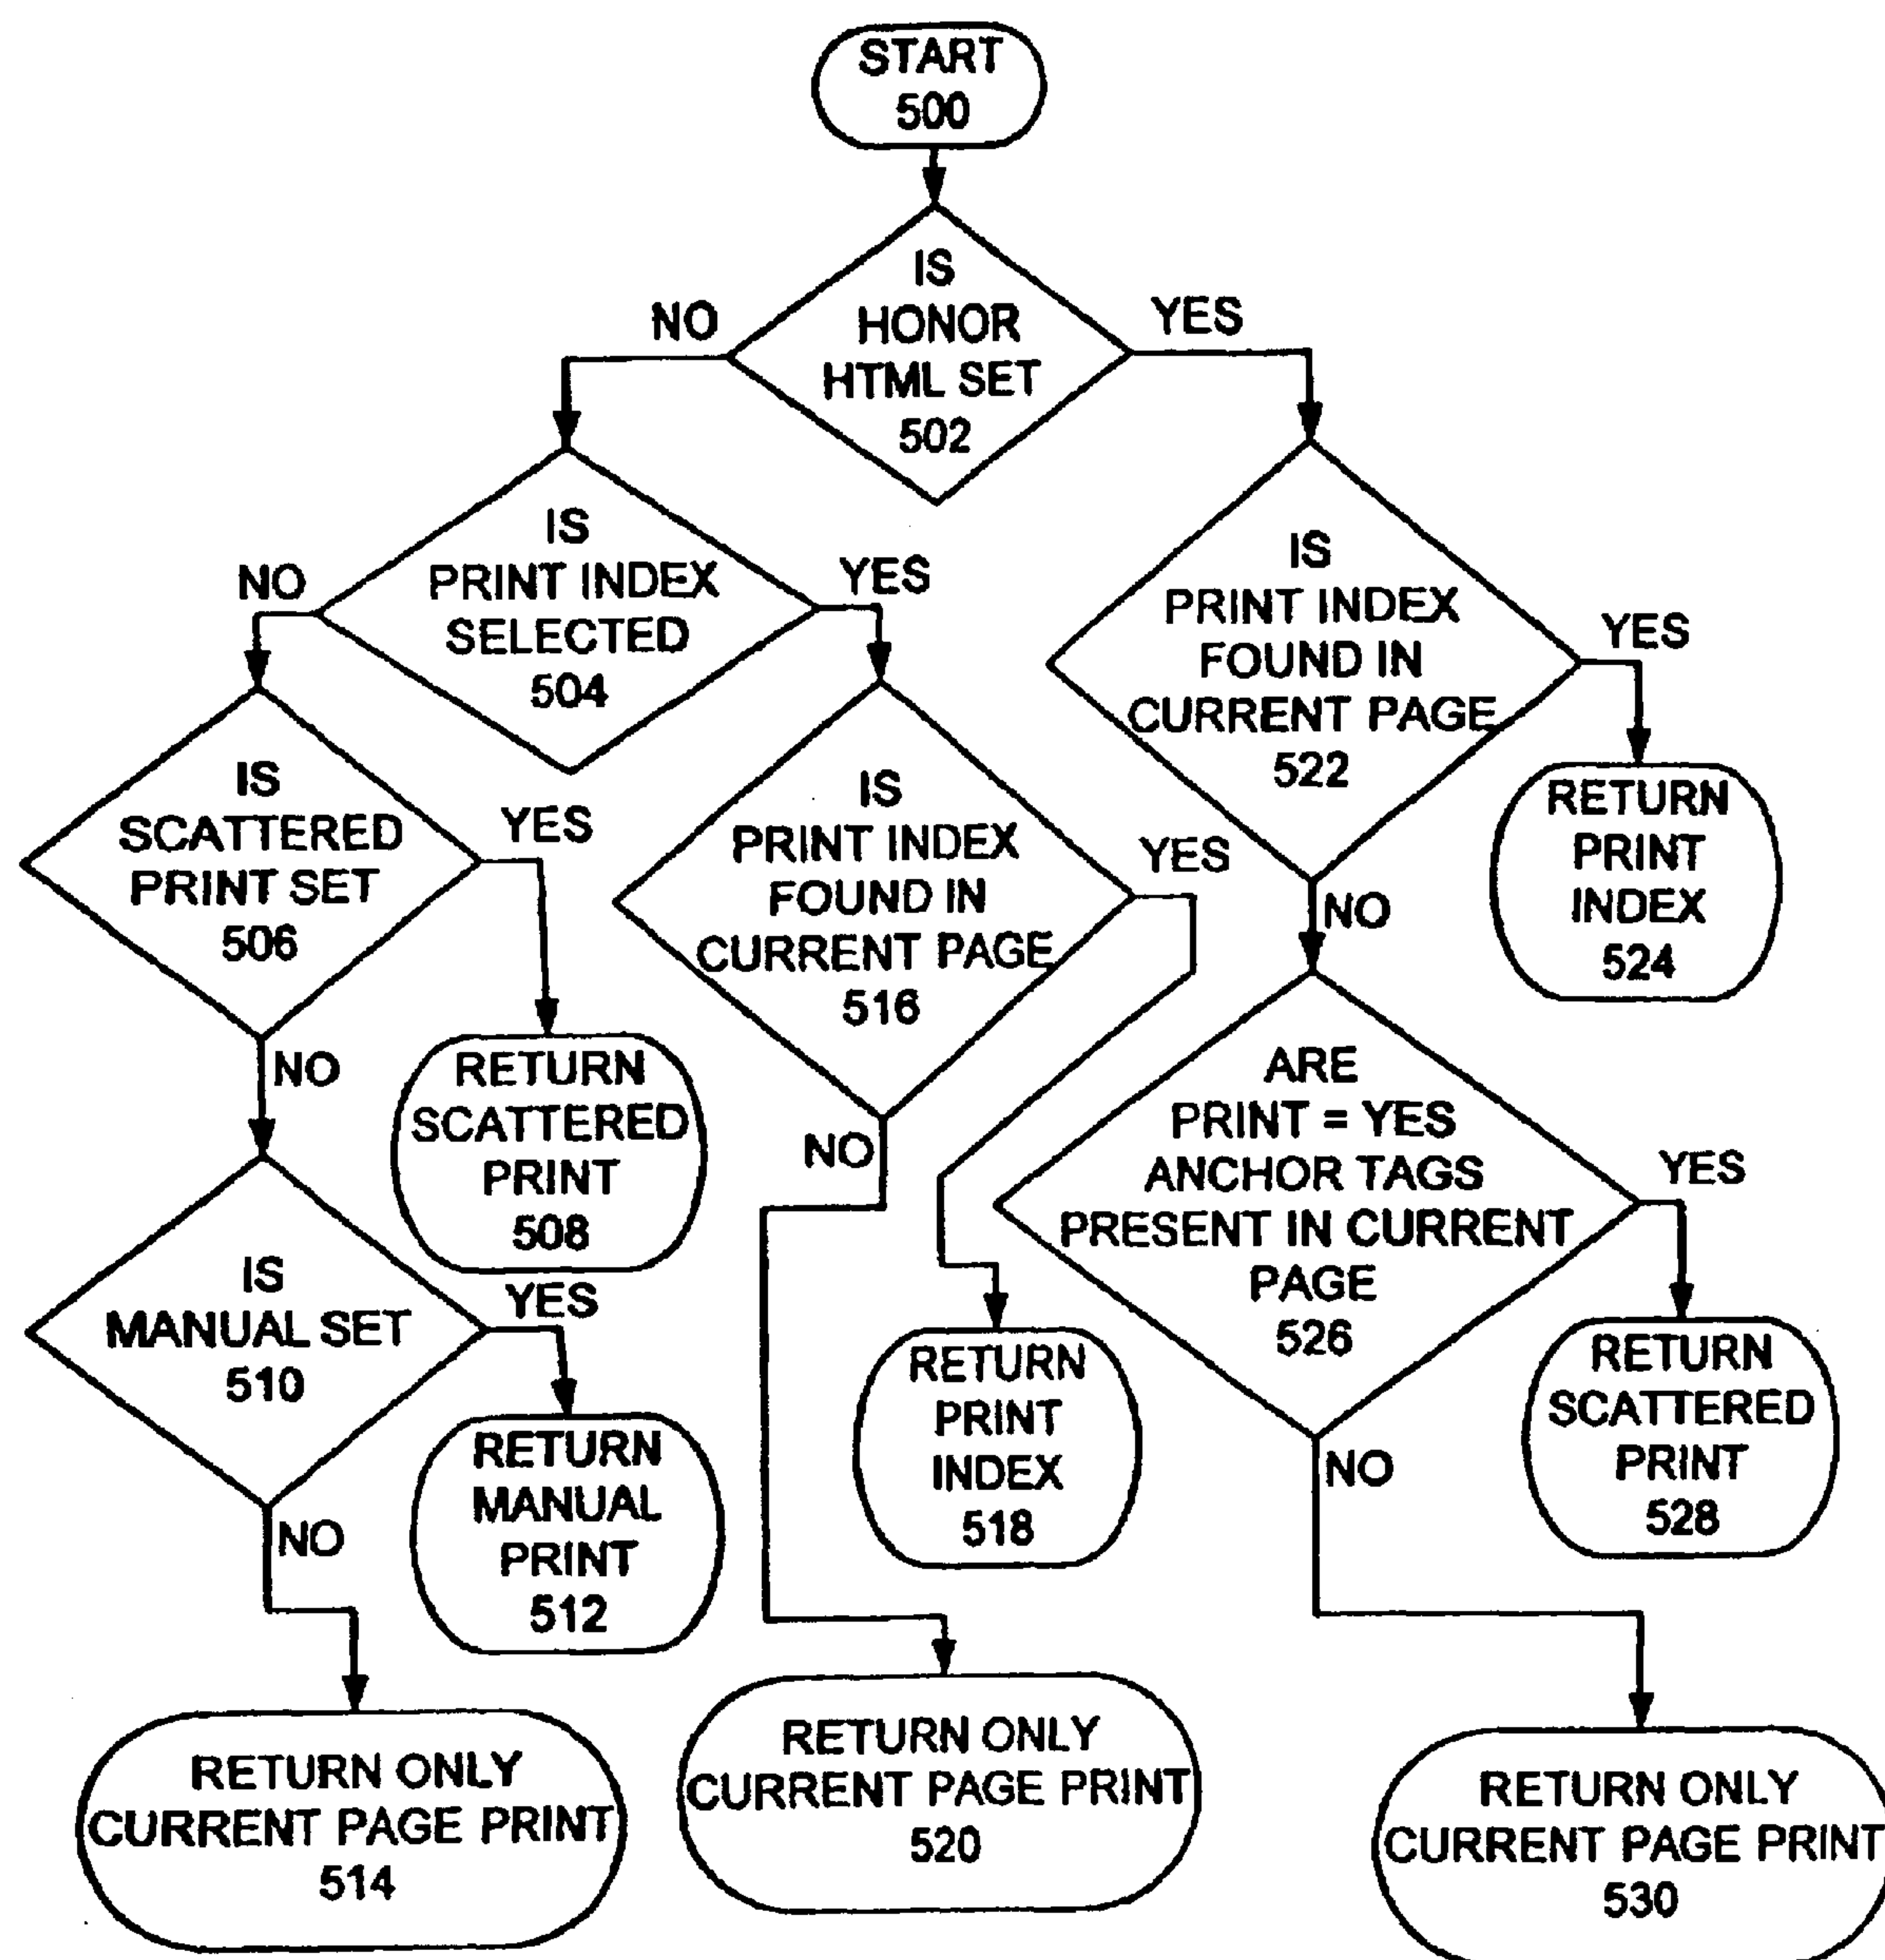 START
500
IS
HONOR
HTML SET
502
NO
YES
IS
PRINT INDEX
SELECTED
504
NO
YES
IS
PRINT INDEX
FOUND IN
CURRENT PAGE
522
YES
NO
RETURN
PRINT
INDEX
524
IS
SCATTERED
PRINT SET
506
YES
NO
IS
PRINT INDEX
FOUND IN
CURRENT PAGE
516
YES
NO
RETURN
SCATTERED
PRINT
508
ARE
PRINT = YES
ANCHOR TAGS
PRESENT IN CURRENT
PAGE
526
YES
NO
IS
MANUAL SET
510
YES
NO
RETURN
MANUAL
PRINT
512
RETURN
PRINT
INDEX
518
RETURN
SCATTERED
PRINT
528
RETURN ONLY
CURRENT PAGE PRINT
514
RETURN ONLY
CURRENT PAGE PRINT
520
RETURN ONLY
CURRENT PAGE PRINT
530